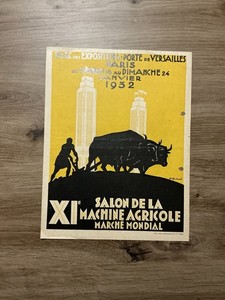 EXPOSITIONS PORTE DE VERSAILLES
PARIS
AU DIMANCHE 24
JANVIER
1932
XIE SALON DE LA
MACHINE AGRICOLE
MARCHÉ MONDIAL